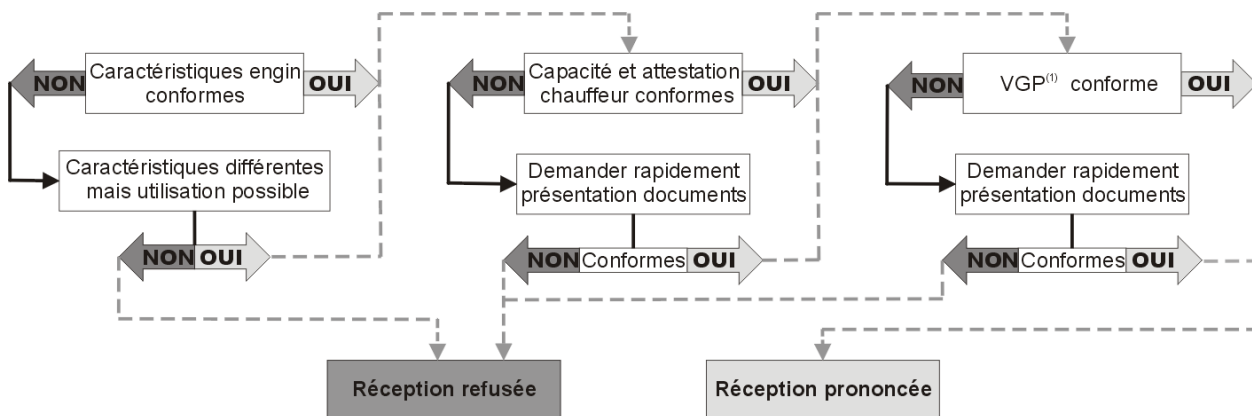 NON
Caractéristiques engin
conformes
OUI
NON
Capacité et attestation
chauffeur conformes
OUI
NON
VGP(1) conforme
OUI
Caractéristiques différentes
mais utilisation possible
Demander rapidement
présentation documents
Demander rapidement
présentation documents
NON OUI
NON Conformes OUI
NON Conformes OUI
Réception refusée
Réception prononcée